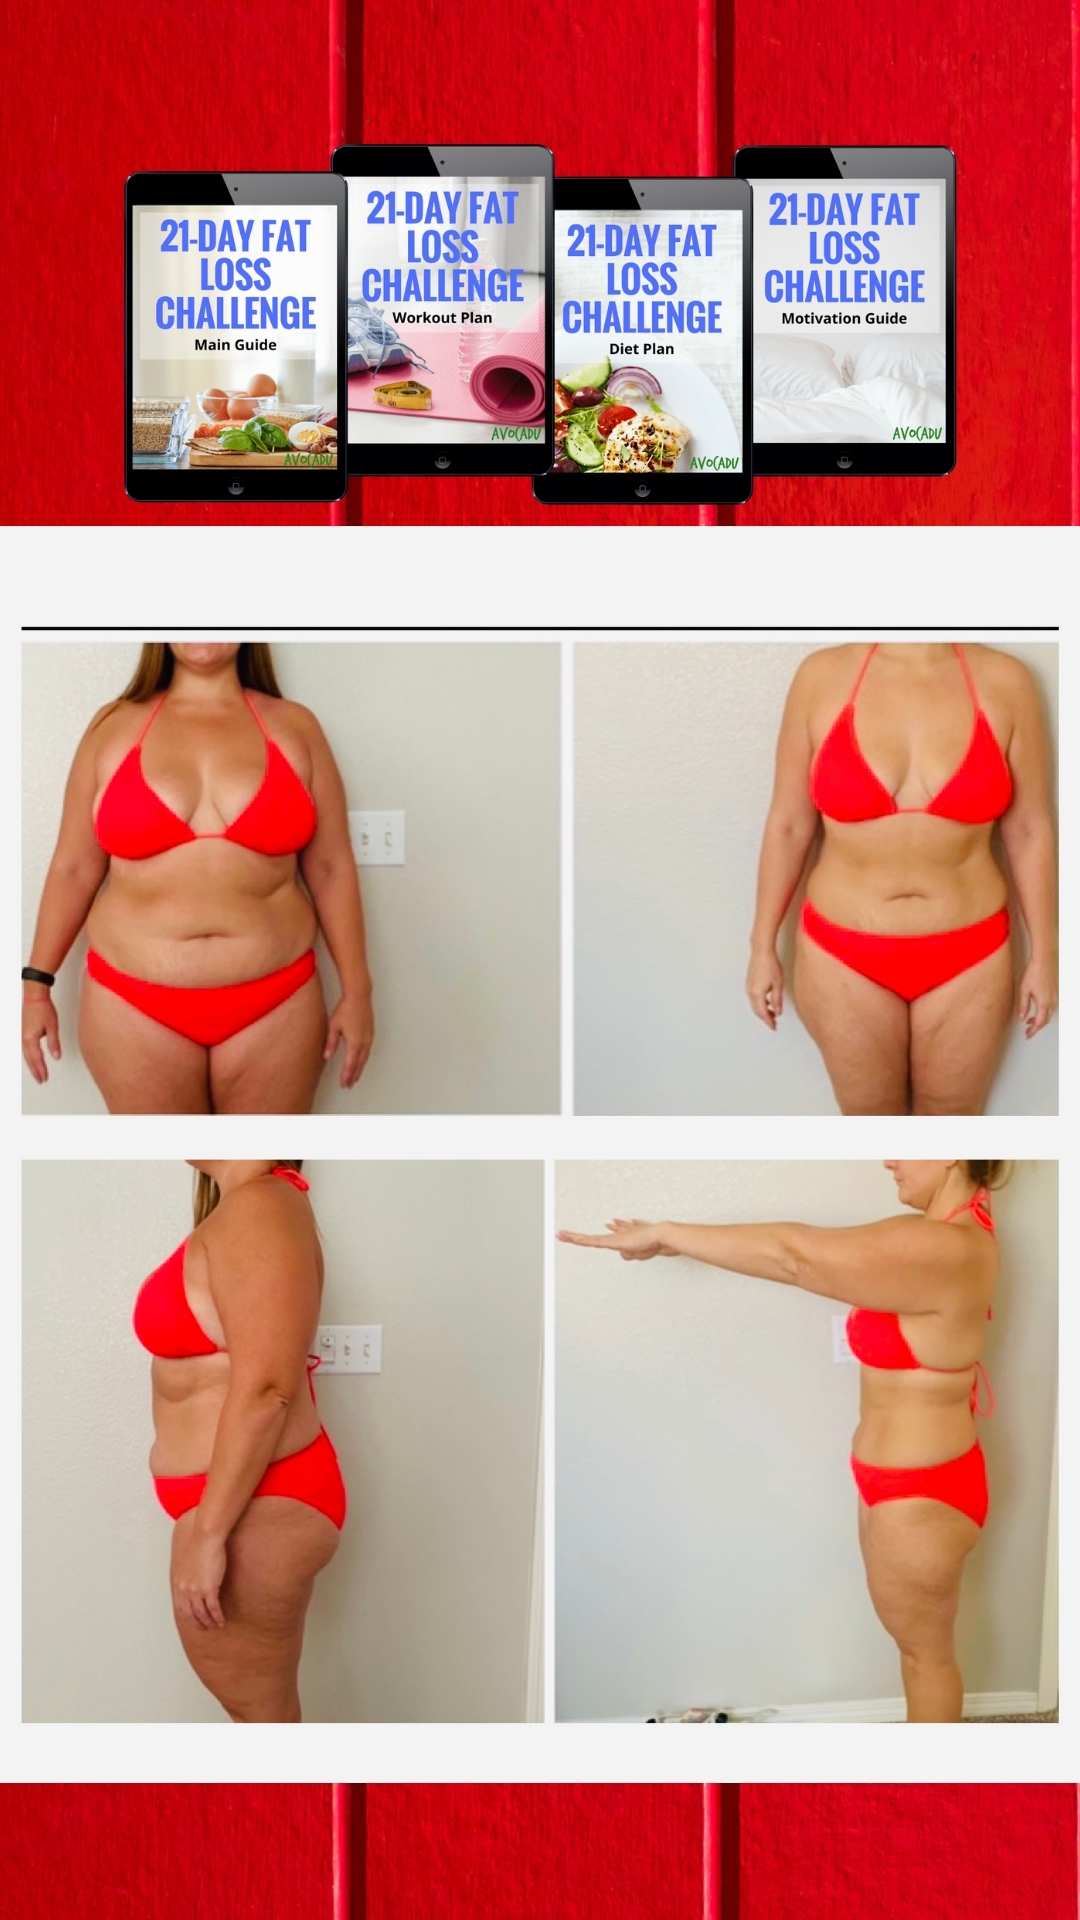 21-DAY FAT
LOSS
CHALLENGE
Main Guide
AVOCADU
21-DAY FAT
LOSS
CHALLENGE
Workout Plan
AVOCADU
21-DAY FAT
LOSS
CHALLENGE
Diet Plan
AVOCADU
21-DAY FAT
LOSS
CHALLENGE
Motivation Guide
AVOCADU